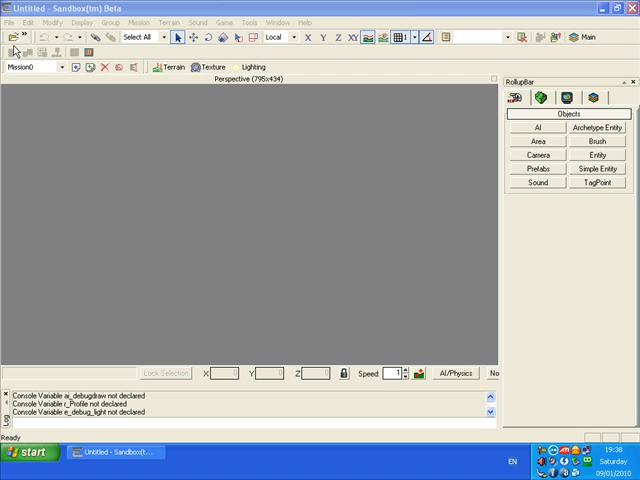 Untitled - Sandbox(tm) Beta
File Edit Modify Display Group Mission Terrain Sound Game Tools Window Help
Select All Local X Y Z XY 1 Main
Mission0 Terrain Texture Lighting
Perspective (795x434)
RollupBar
Objects
AI Archetype Entity
Area Brush
Camera Entity
Prefabs Simple Entity
Sound TagPoint
Lock Selection X 0 Y 0 Z 0 Speed: 1 AI/Physics No
Console Variable ai_debugdraw not declared
Console Variable r_Profile not declared
Console Variable e_debug_light not declared
Log
Ready
start Untitled - Sandbox(t... EN
19:38
Saturday
09/01/2010